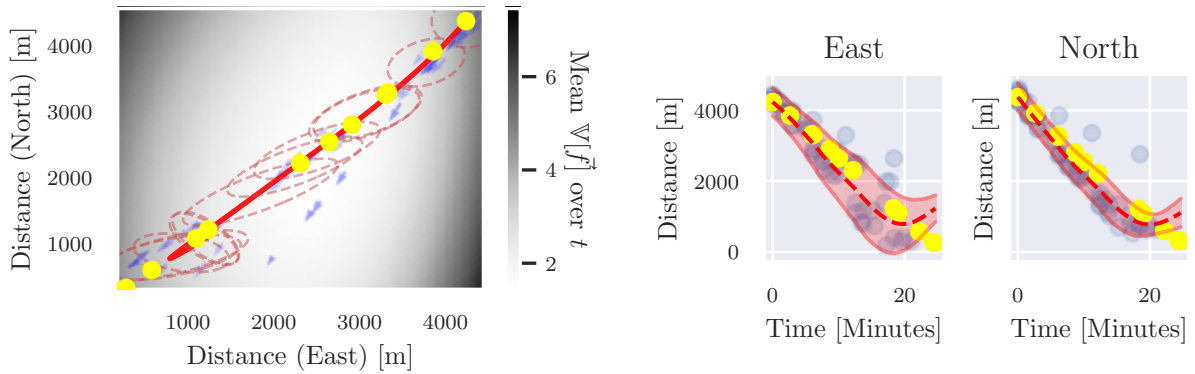 Distance (North) [m]
4000
3000
2000
1000
1000 2000 3000 4000
Distance (East) [m]
6
4
2
Mean 𝕍[f⃗] over t
East
Distance [m]
4000
2000
0
0 20
Time [Minutes]
North
Distance [m]
0 20
Time [Minutes]